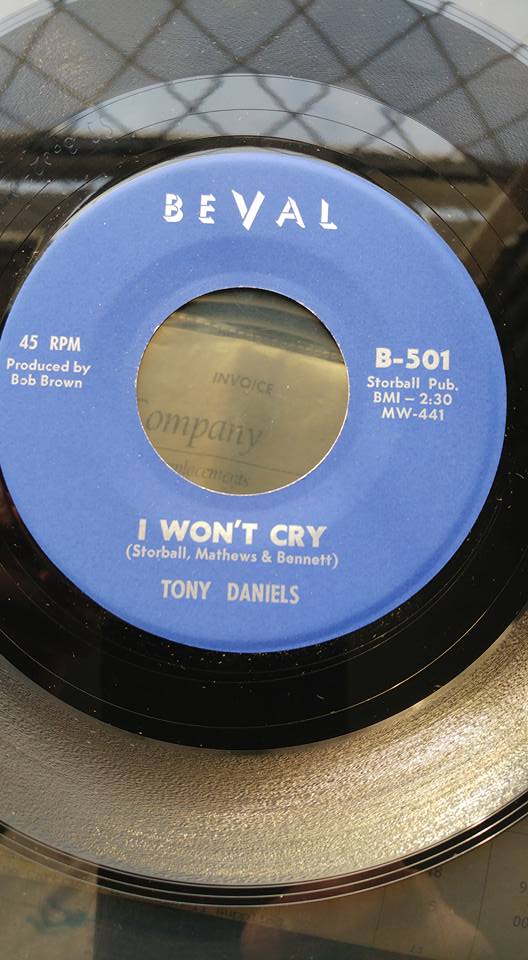 BEVAL
45 RPM
Produced by
Bob Brown
B-501
Storball Pub.
BMI – 2:30
MW-441
INVOICE
Company
I WON'T CRY
(Storball, Mathews & Bennett)
TONY DANIELS